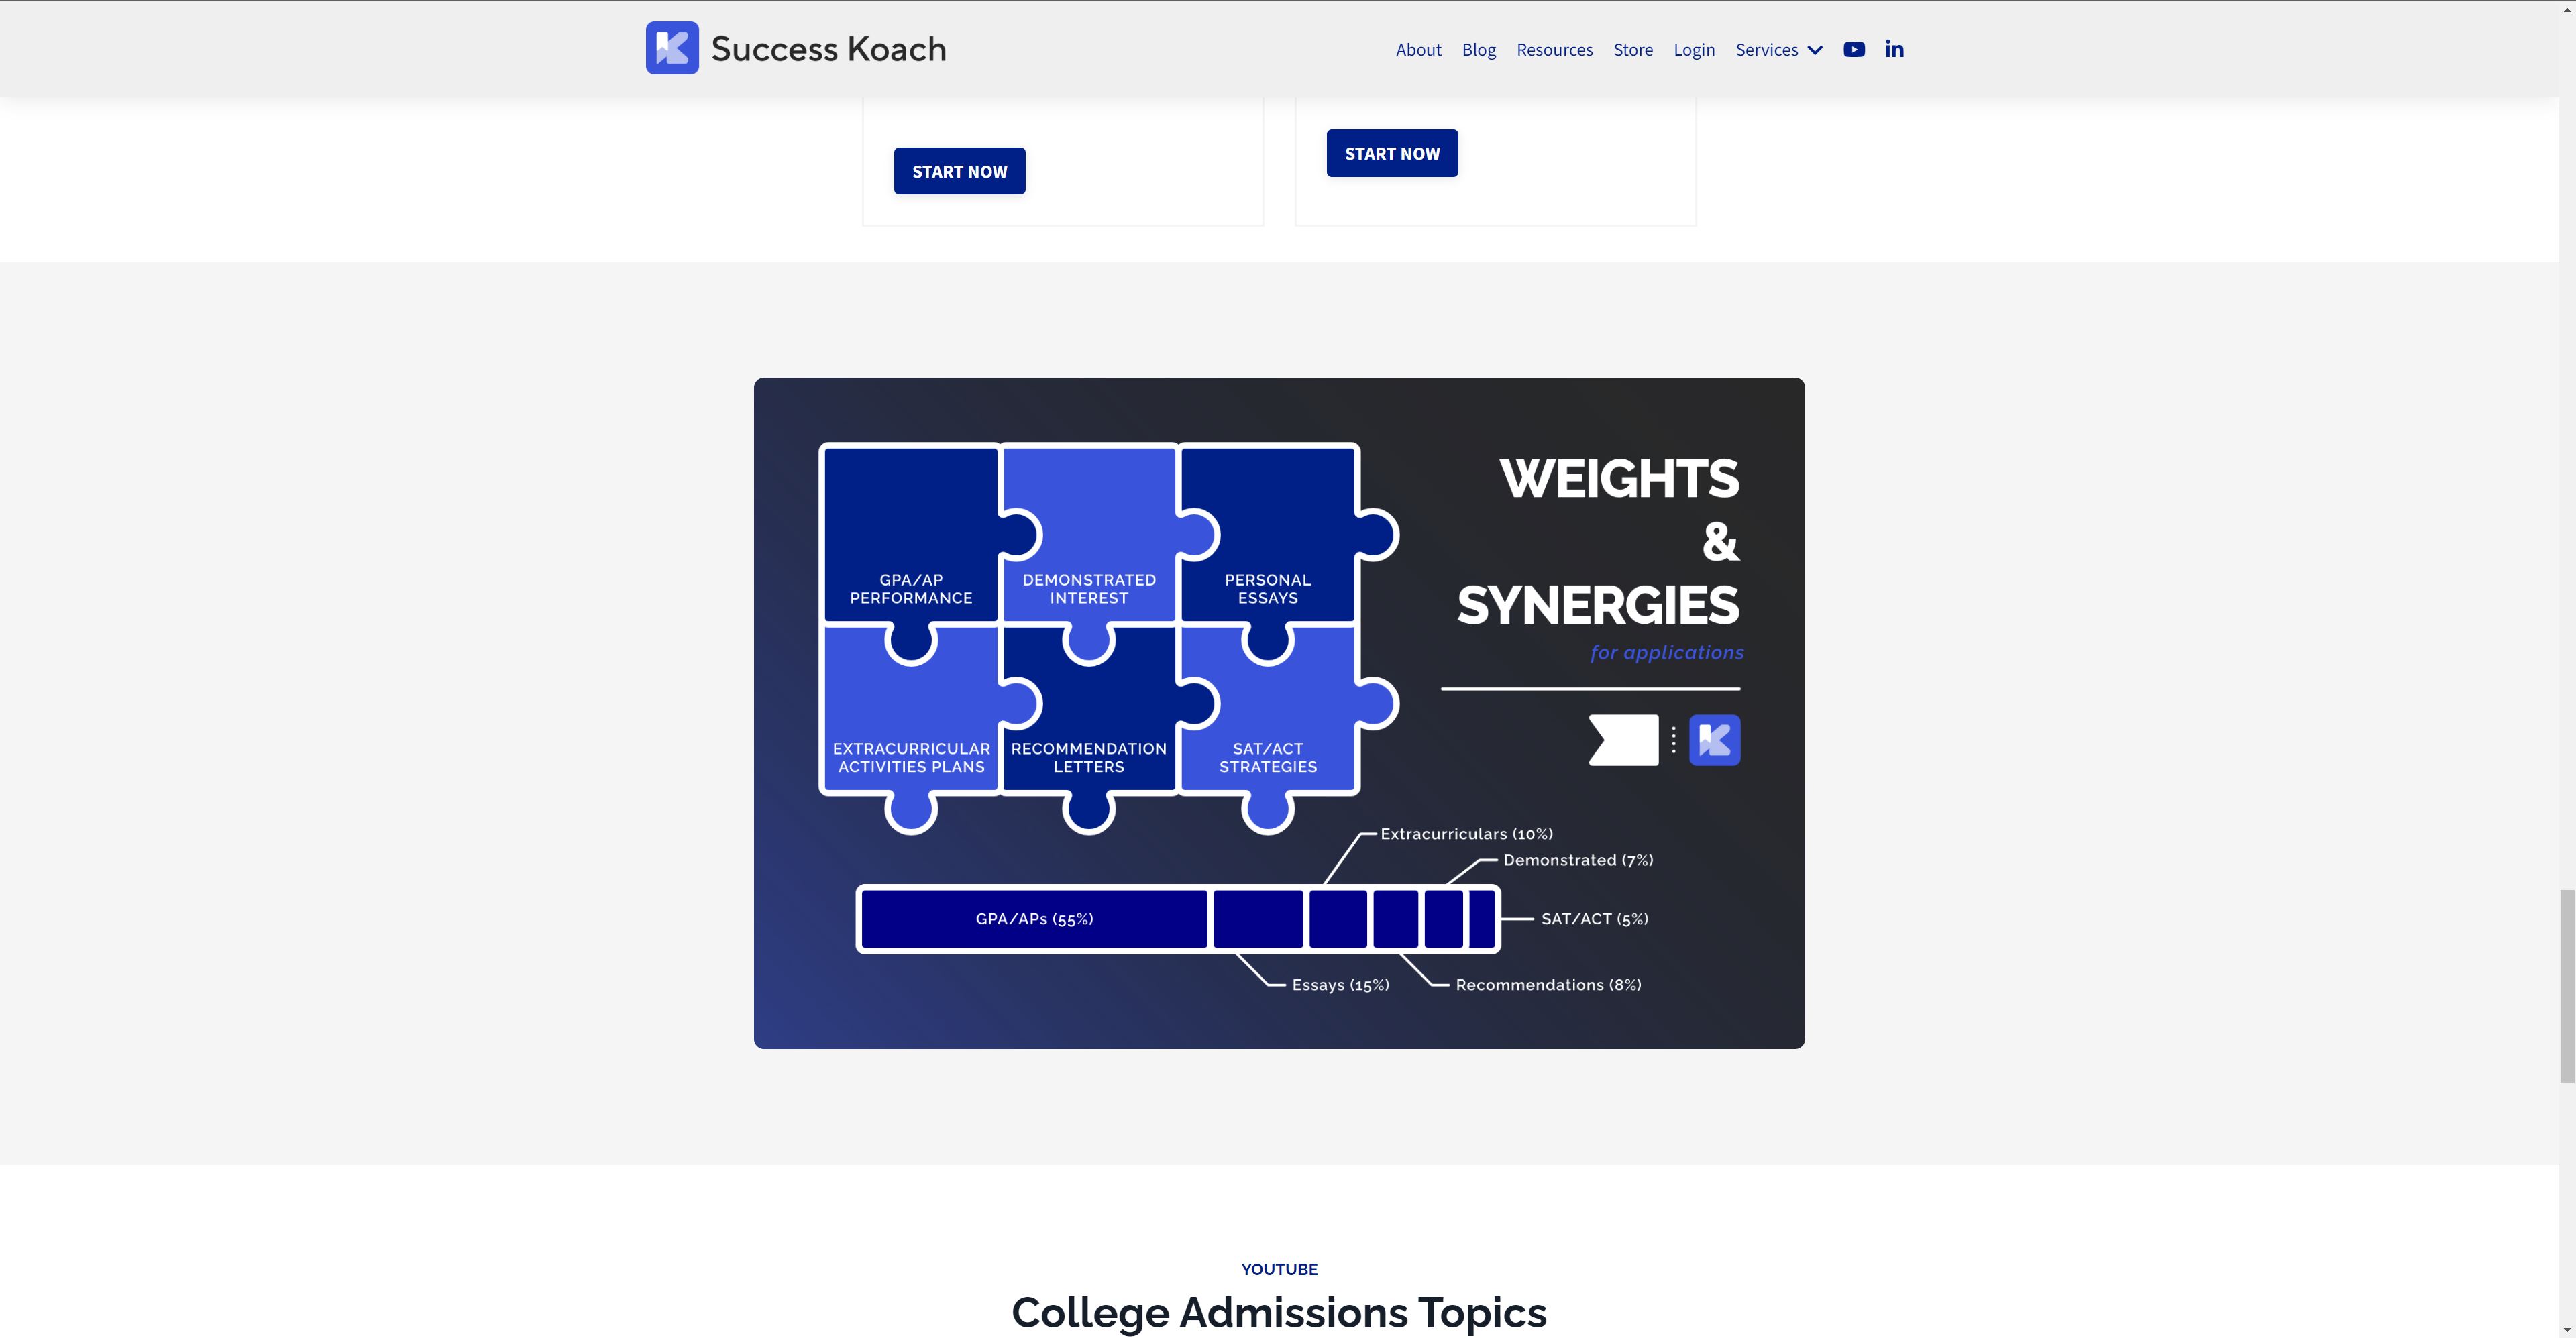 Success Koach
About Blog Resources Store Login Services
START NOW
START NOW
WEIGHTS
&
SYNERGIES
for applications
GPA/AP
PERFORMANCE
DEMONSTRATED
INTEREST
PERSONAL
ESSAYS
EXTRACURRICULAR
ACTIVITIES PLANS
RECOMMENDATION
LETTERS
SAT/ACT
STRATEGIES
Extracurriculars (10%)
Demonstrated (7%)
GPA/APs (55%)
SAT/ACT (5%)
Essays (15%)
Recommendations (8%)
YOUTUBE
College Admissions Topics